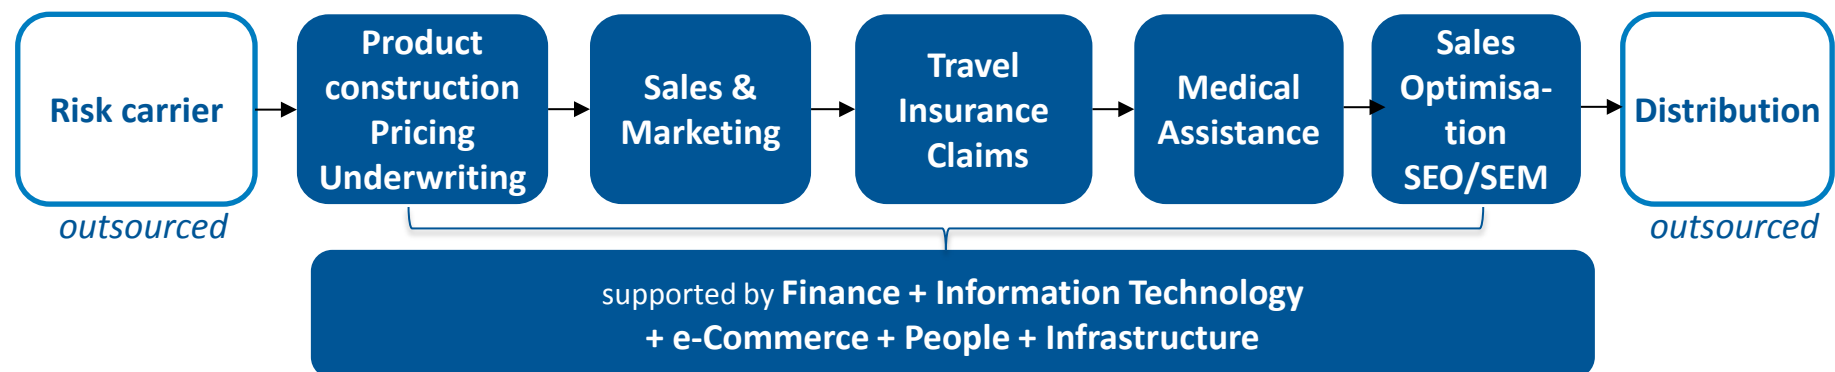 Risk carrier
outsourced
Product
construction
Pricing
Underwriting
Sales &
Marketing
Travel
Insurance
Claims
Medical
Assistance
Sales
Optimisa-
tion
SEO/SEM
Distribution
outsourced
supported by Finance + Information Technology
+ e-Commerce + People + Infrastructure